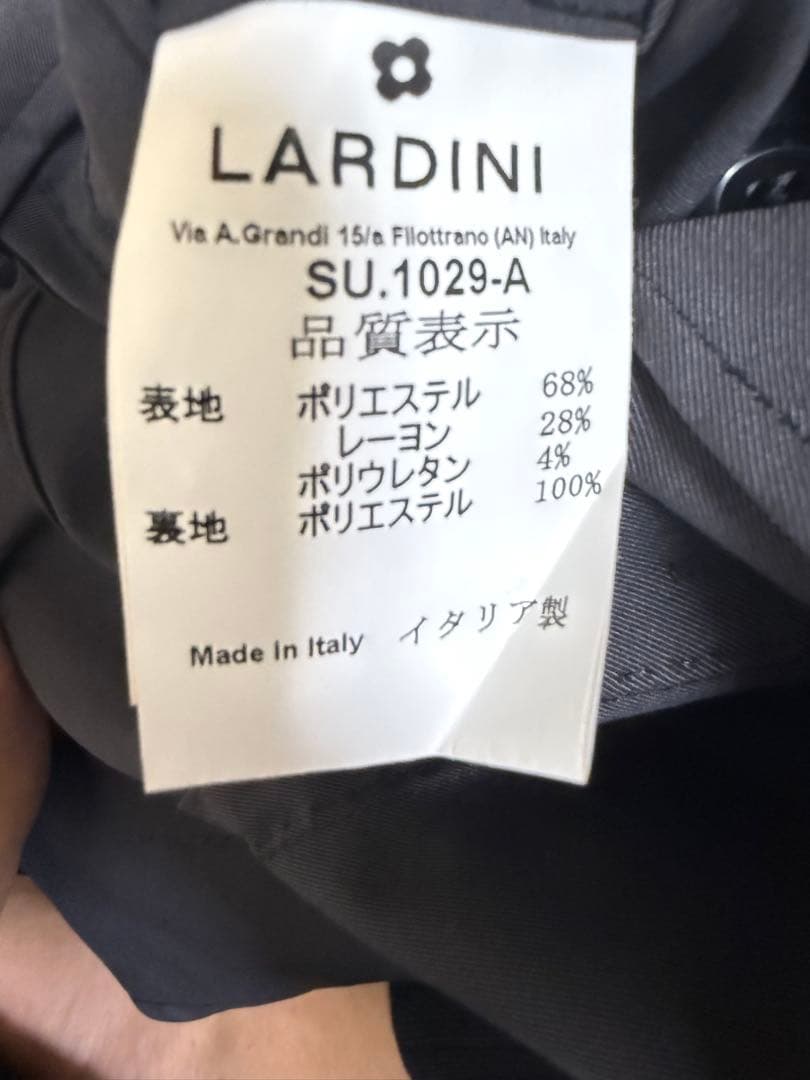 LARDINI
Via A.Grandi 15/a Filottrano (AN) Italy
SU.1029-A
品質表示
表地 ポリエステル 68%
レーヨン 28%
ポリウレタン 4%
裏地 ポリエステル 100%
Made in Italy イタリア製